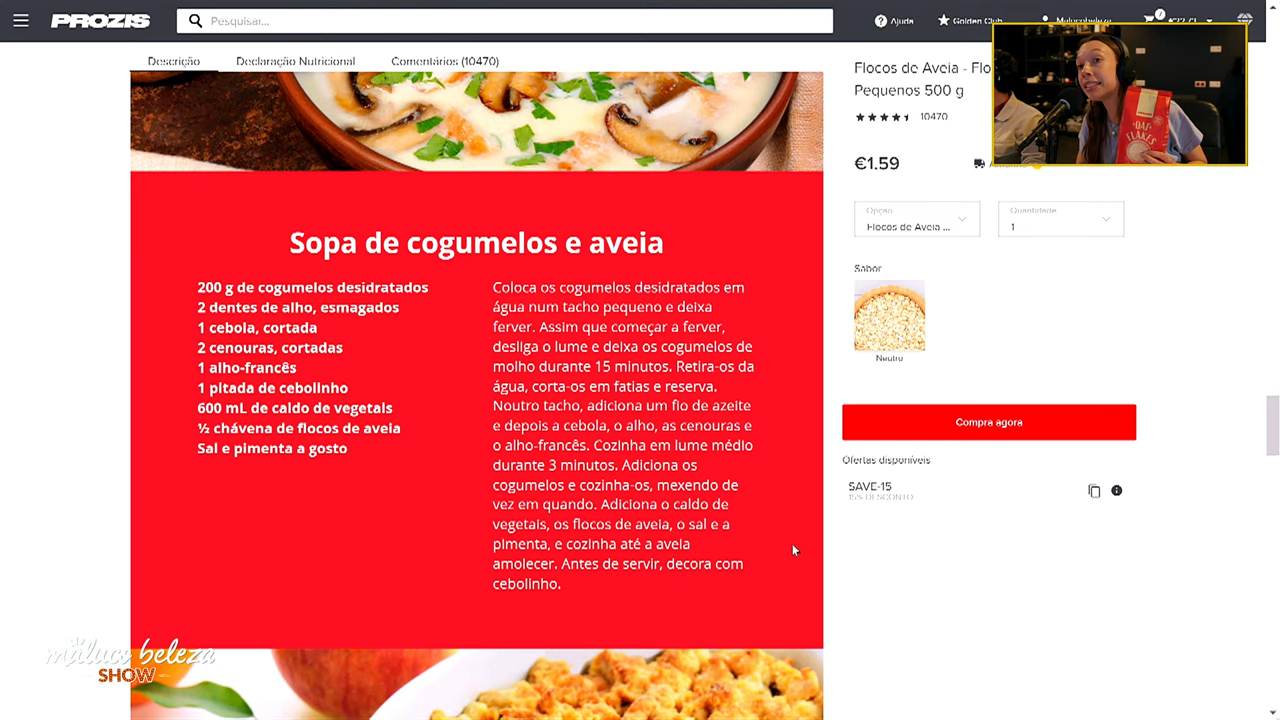 PROZIS
Pesquisar...
Ajuda
Golden Club
Malucobeleza
7
Descrição
Declaração Nutricional
Comentários (10470)
Flocos de Aveia - Flo
Pequenos 500 g
10470
€1.59
OAT
FLAKES
Opção
Flocos de Aveia ...
Quantidade
1
Sabor
Neutro
Compra agora
Ofertas disponíveis
SAVE-15
15% DESCONTO
Sopa de cogumelos e aveia
200 g de cogumelos desidratados
2 dentes de alho, esmagados
1 cebola, cortada
2 cenouras, cortadas
1 alho-francês
1 pitada de cebolinho
600 mL de caldo de vegetais
½ chávena de flocos de aveia
Sal e pimenta a gosto
Coloca os cogumelos desidratados em
água num tacho pequeno e deixa
ferver. Assim que começar a ferver,
desliga o lume e deixa os cogumelos de
molho durante 15 minutos. Retira-os da
água, corta-os em fatias e reserva.
Noutro tacho, adiciona um fio de azeite
e depois a cebola, o alho, as cenouras e
o alho-francês. Cozinha em lume médio
durante 3 minutos. Adiciona os
cogumelos e cozinha-os, mexendo de
vez em quando. Adiciona o caldo de
vegetais, os flocos de aveia, o sal e a
pimenta, e cozinha até a aveia
amolecer. Antes de servir, decora com
cebolinho.
maluco beleza
SHOW